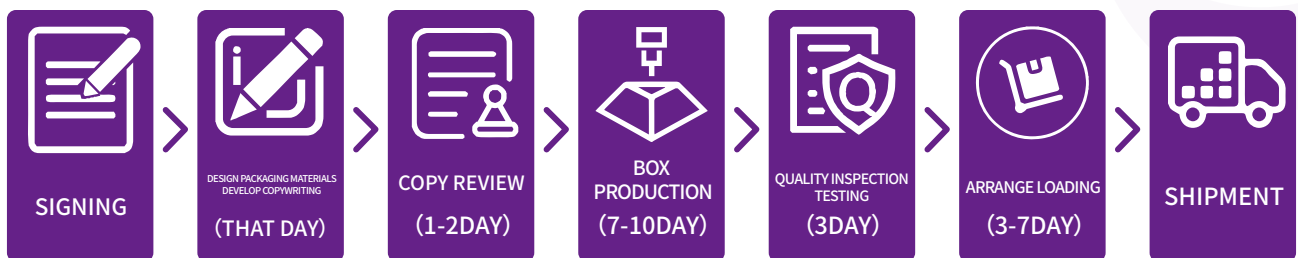 SIGNING
DESIGN PACKAGING MATERIALS
DEVELOP COPYWRITING
（THAT DAY）
COPY REVIEW
（1-2DAY）
BOX
PRODUCTION
（7-10DAY）
Q
QUALITY INSPECTION
TESTING
（3DAY）
ARRANGE LOADING
（3-7DAY）
SHIPMENT